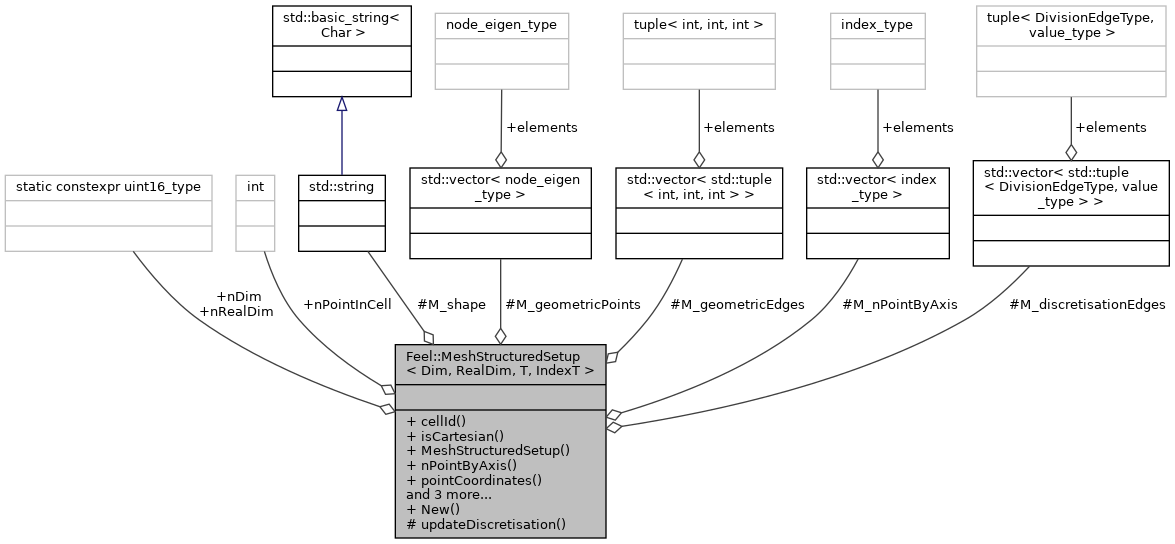 std::basic_string<
Char >
node_eigen_type
tuple< int, int, int >
index_type
tuple< DivisionEdgeType,
value_type >
+elements
+elements
+elements
+elements
static constexpr uint16_type
int
std::string
std::vector< node_eigen
_type >
std::vector< std::tuple
< int, int, int > >
std::vector< index
_type >
std::vector< std::tuple
< DivisionEdgeType, value
_type > >
+nDim
+nRealDim
+nPointInCell
#M_shape
#M_geometricPoints
#M_geometricEdges
#M_nPointByAxis
#M_discretisationEdges
Feel::MeshStructuredSetup
< Dim, RealDim, T, IndexT >
+ cellId()
+ isCartesian()
+ MeshStructuredSetup()
+ nPointByAxis()
+ pointCoordinates()
and 3 more...
+ New()
# updateDiscretisation()